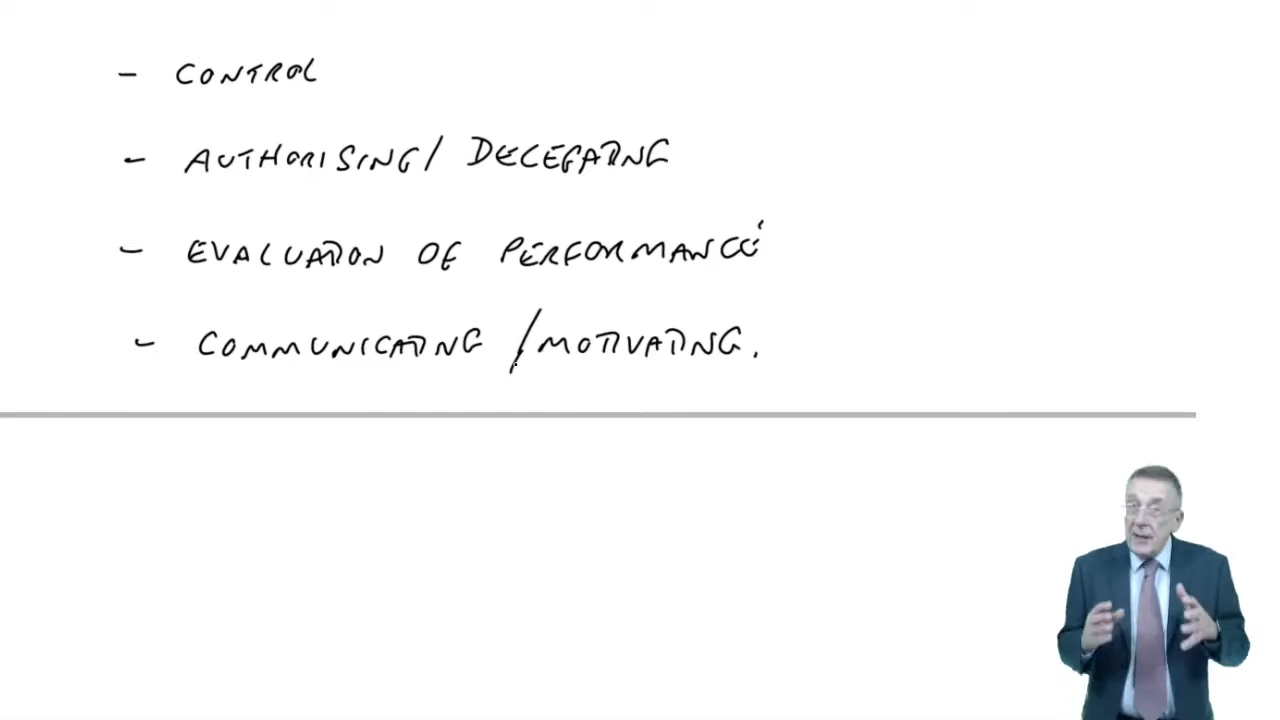 - CONTROL
- AUTHORISING/ DELEGATING
- EVALUATION OF PERFORMANCE
- COMMUNICATING / MOTIVATING.